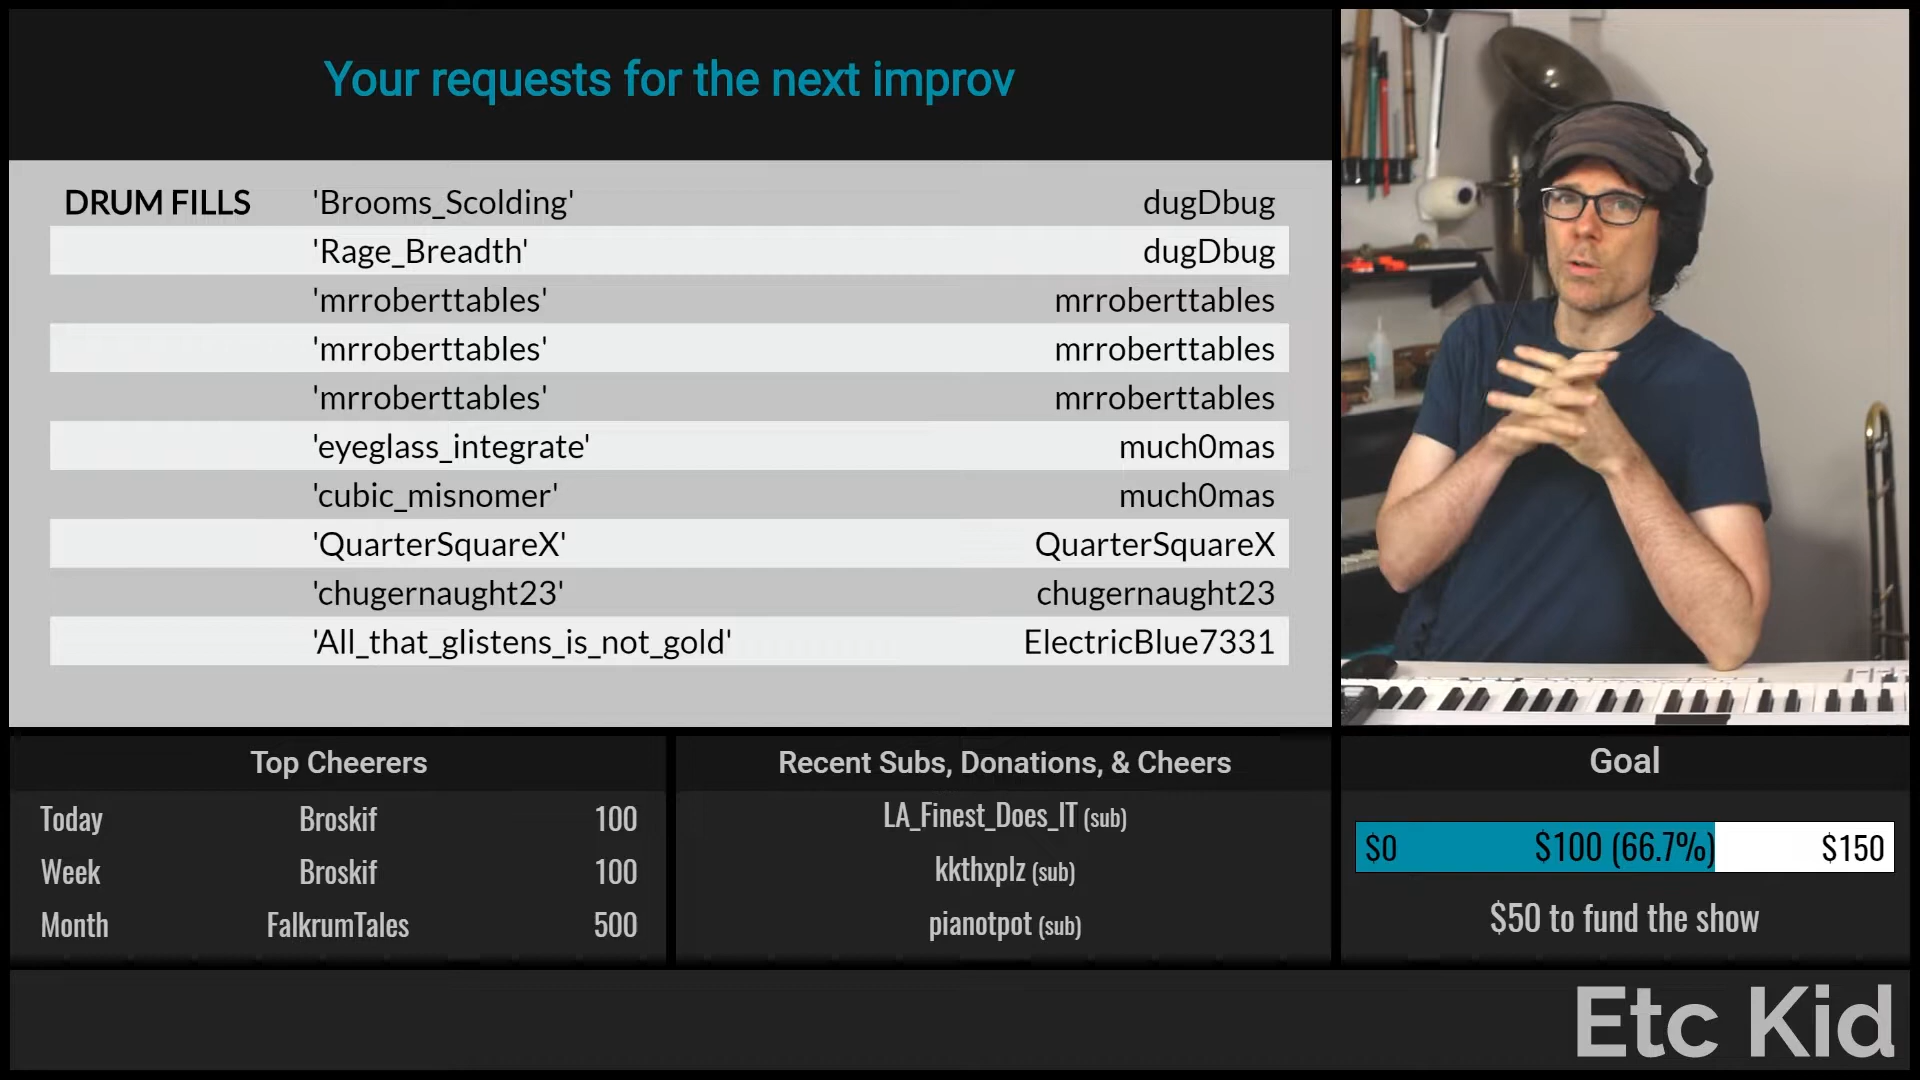 Your requests for the next improv
DRUM FILLS 'Brooms_Scolding' dugDbug
'Rage_Breadth' dugDbug
'mrroberttables' mrroberttables
'mrroberttables' mrroberttables
'mrroberttables' mrroberttables
'eyeglass_integrate' much0mas
'cubic_misnomer' much0mas
'QuarterSquareX' QuarterSquareX
'chugernaught23' chugernaught23
'All_that_glistens_is_not_gold' ElectricBlue7331
Top Cheerers
Today Broskif 100
Week Broskif 100
Month FalkrumTales 500
Recent Subs, Donations, & Cheers
LA_Finest_Does_IT (sub)
kkthxplz (sub)
pianotpot (sub)
Goal
$0 $100 (66.7%) $150
$50 to fund the show
Etc Kid